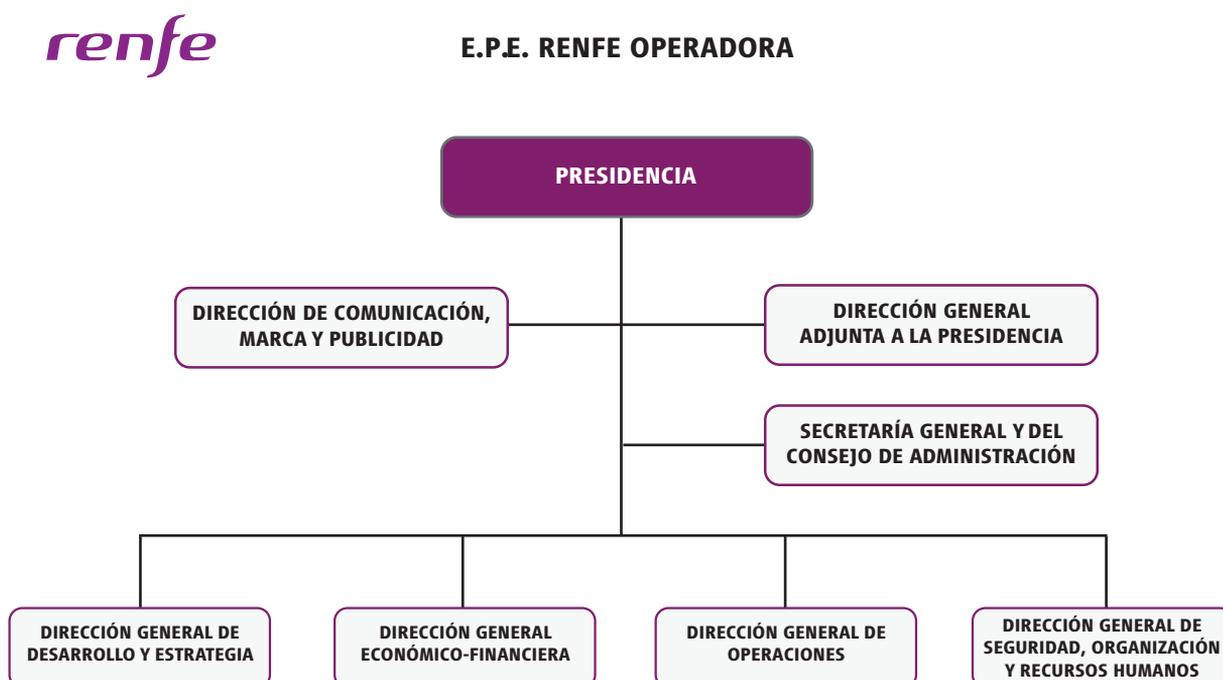 renfe
E.P.E. RENFE OPERADORA
PRESIDENCIA
DIRECCIÓN DE COMUNICACIÓN,
MARCA Y PUBLICIDAD
DIRECCIÓN GENERAL
ADJUNTA A LA PRESIDENCIA
SECRETARÍA GENERAL Y DEL
CONSEJO DE ADMINISTRACIÓN
DIRECCIÓN GENERAL DE
DESARROLLO Y ESTRATEGIA
DIRECCIÓN GENERAL
ECONÓMICO-FINANCIERA
DIRECCIÓN GENERAL DE
OPERACIONES
DIRECCIÓN GENERAL DE
SEGURIDAD, ORGANIZACIÓN
Y RECURSOS HUMANOS